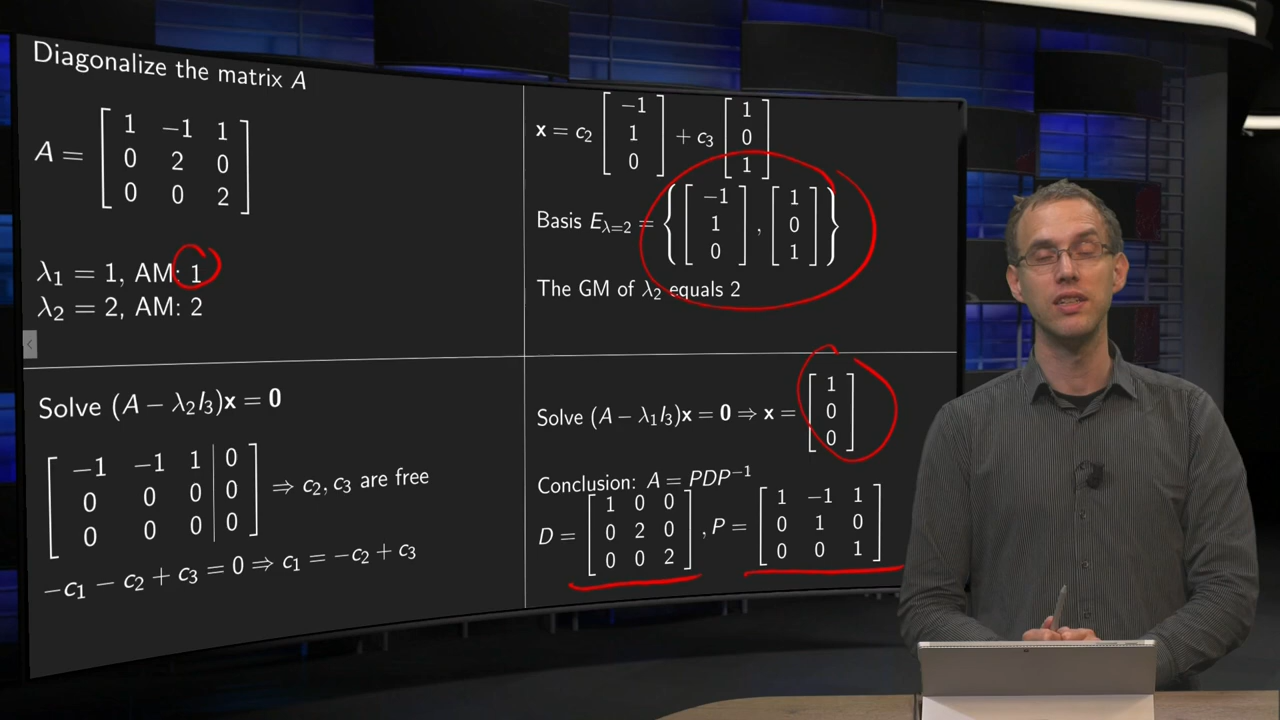 Diagonalize the matrix A
A = [ 1 −1 1
0 2 0
0 0 2 ]
λ₁ = 1, AM: 1
λ₂ = 2, AM: 2
x = c₂ [ −1 1 0 ] + c₃ [ 1 0 1 ]
Basis E_λ=2 = { [ −1 1 0 ] , [ 1 0 1 ] }
The GM of λ₂ equals 2
Solve (A − λ₂I₃)x = 0
[ −1 −1 1 | 0
0 0 0 | 0
0 0 0 | 0 ] ⇒ c₂, c₃ are free
−c₁ − c₂ + c₃ = 0 ⇒ c₁ = −c₂ + c₃
Solve (A − λ₁I₃)x = 0 ⇒ x = [ 1 0 0 ]
Conclusion: A = PDP⁻¹
D = [ 1 0 0
0 2 0
0 0 2 ] , P = [ 1 −1 1
0 1 0
0 0 1 ]